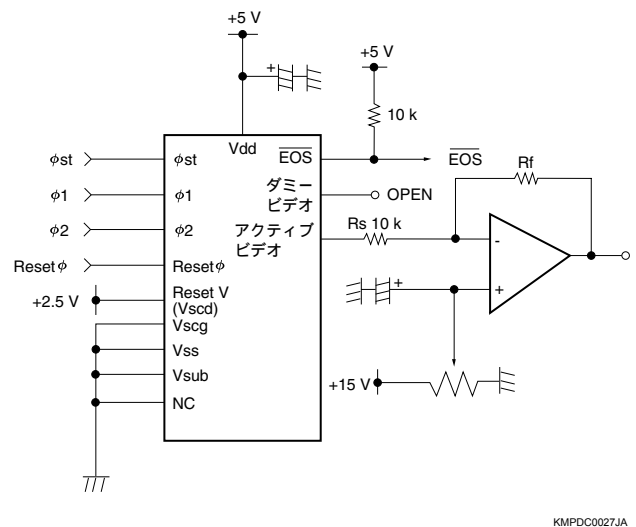 +5 V
+5 V
+
10 k
Vdd
φst
φst
EOS
EOS
Rf
φ1
φ1
ダミー
ビデオ
OPEN
φ2
φ2
アクティブ
ビデオ
Rs 10 k
-
Reset φ
Reset φ
+2.5 V
Reset V
(Vscd)
+
+
Vscg
Vss
Vsub
+15 V
NC
KMPDC0027JA